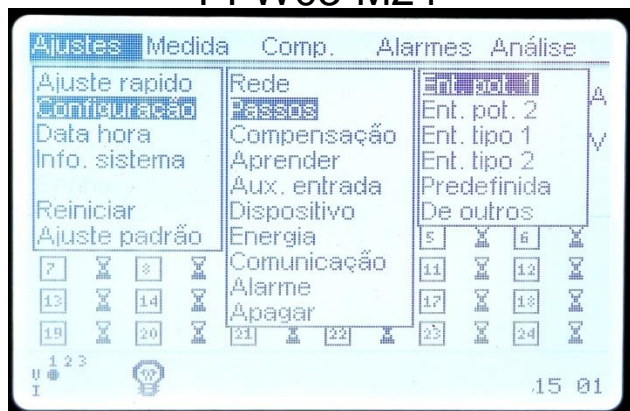 Ajustes Medida Comp. Alarmes Análise
Ajuste rapido
Configuração
Data hora
Info. sistema
Reiniciar
Ajuste padrão
Rede
Passos
Compensação
Aprender
Aux. entrada
Dispositivo
Energia
Comunicação
Alarme
Apagar
Ent. pot. 1
Ent. pot. 2
Ent. tipo 1
Ent. tipo 2
Predefinida
De outros
A
V
5 6
7 8 11 12
13 14 17 18
19 20 21 22 23 24
1 2 3
V
I
15 01